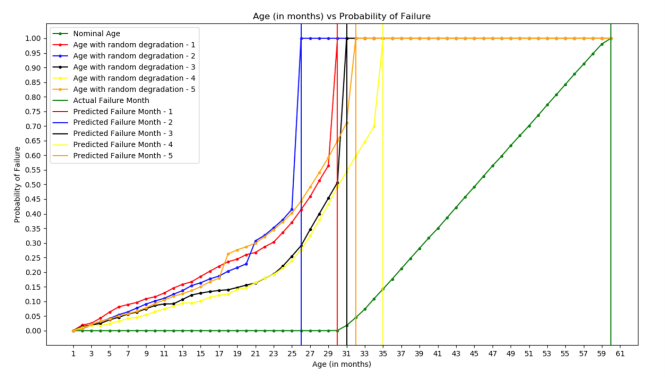 Age (in months) vs Probability of Failure
Nominal Age
Age with random degradation - 1
Age with random degradation - 2
Age with random degradation - 3
Age with random degradation - 4
Age with random degradation - 5
Actual Failure Month
Predicted Failure Month - 1
Predicted Failure Month - 2
Predicted Failure Month - 3
Predicted Failure Month - 4
Predicted Failure Month - 5
Probability of Failure
1.00
0.95
0.90
0.85
0.80
0.75
0.70
0.65
0.60
0.55
0.50
0.45
0.40
0.35
0.30
0.25
0.20
0.15
0.10
0.05
0.00
1 3 5 7 9 11 13 15 17 19 21 23 25 27 29 31 33 35 37 39 41 43 45 47 49 51 53 55 57 59 61
Age (in months)